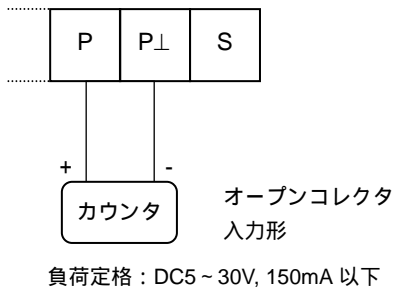 P P⊥ S
+ -
カウンタ
オープンコレクタ
入力形
負荷定格：DC5～30V, 150mA 以下